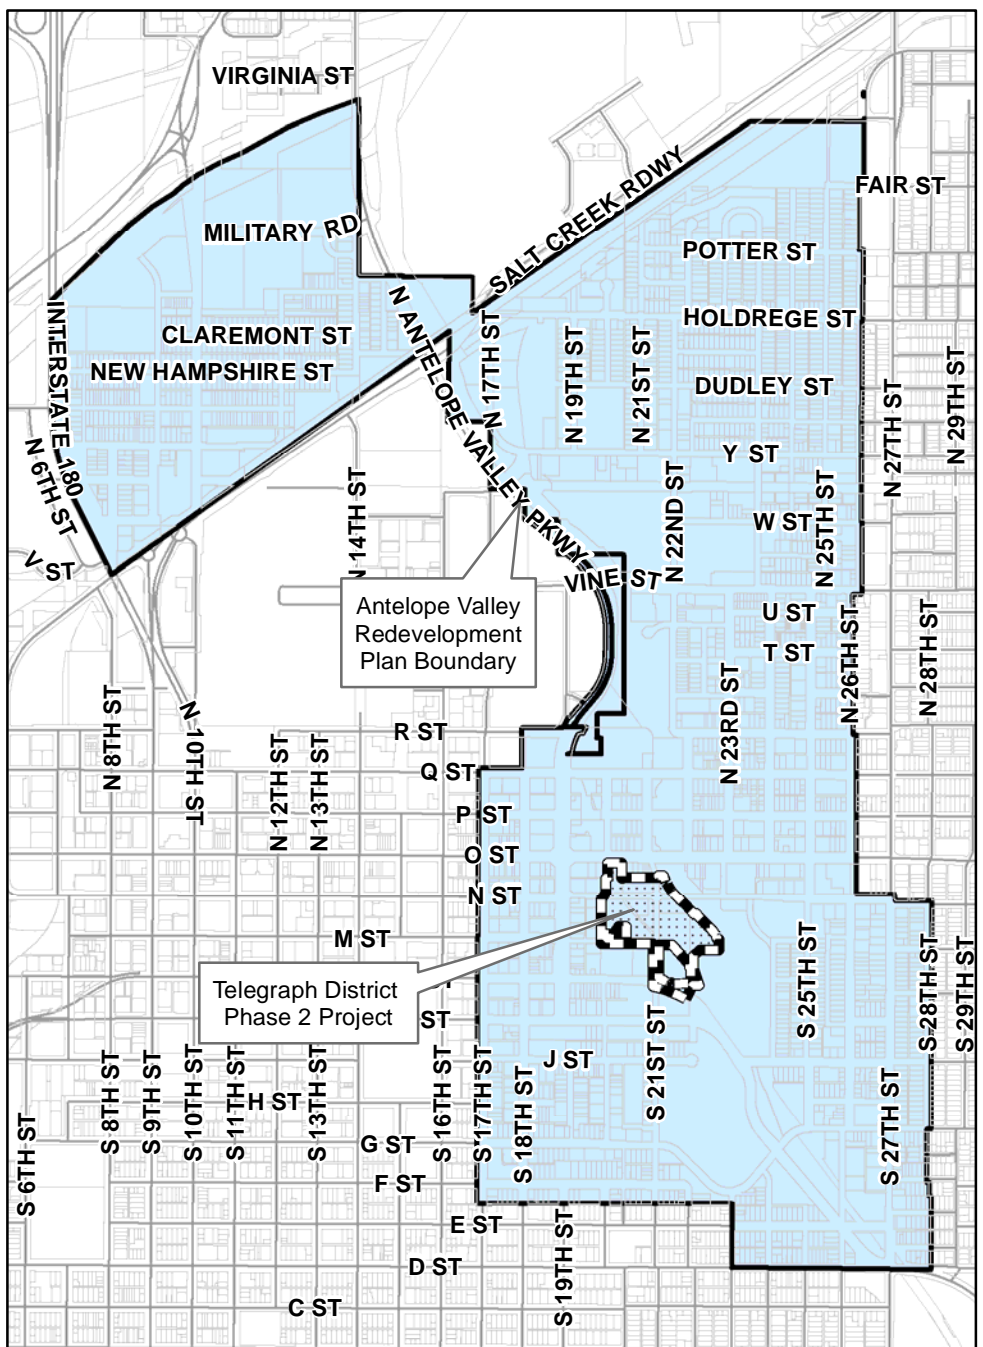 VIRGINIA ST
FAIR ST
SALT CREEK RDWY
MILITARY RD
POTTER ST
N ANTELOPE VALLEY PKWY
INTERSTATE 180
HOLDREGE ST
CLAREMONT ST
N 17TH ST
N 19TH ST
N 21ST ST
NEW HAMPSHIRE ST
DUDLEY ST
N 27TH ST
N 29TH ST
N 6TH ST
Y ST
N 14TH ST
N 22ND ST
N 25TH ST
W ST
V ST
VINE ST
Antelope Valley
Redevelopment
Plan Boundary
U ST
T ST
N 26TH ST
N 28TH ST
N 8TH ST
N 10TH ST
N 23RD ST
R ST
N 12TH ST
N 13TH ST
Q ST
P ST
O ST
N ST
M ST
S 25TH ST
S 28TH ST
S 29TH ST
Telegraph District
Phase 2 Project
ST
S 21ST ST
J ST
S 8TH ST
S 9TH ST
S 10TH ST
S 11TH ST
H ST
S 13TH ST
S 16TH ST
S 17TH ST
S 18TH ST
S 27TH ST
S 6TH ST
G ST
F ST
E ST
S 19TH ST
D ST
C ST